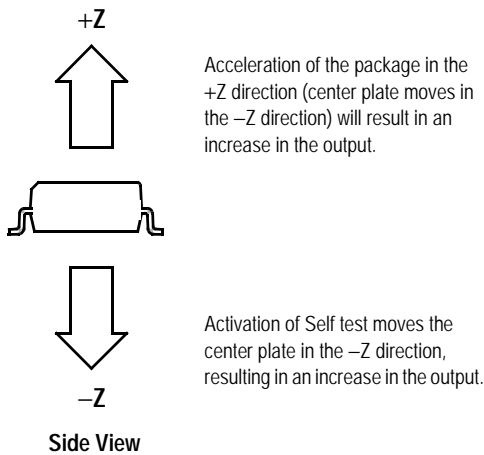 +Z
Acceleration of the package in the
+Z direction (center plate moves in
the –Z direction) will result in an
increase in the output.
Activation of Self test moves the
center plate in the –Z direction,
resulting in an increase in the output.
–Z
Side View